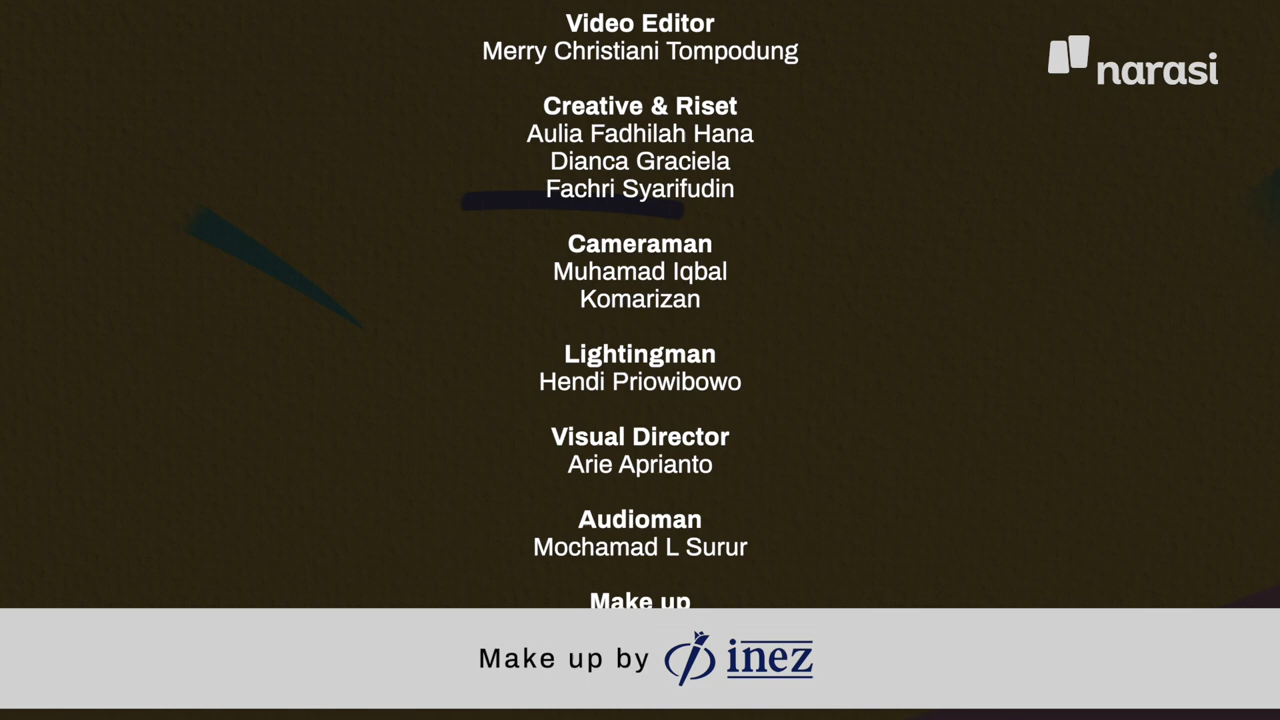 Video Editor
Merry Christiani Tompodung
narasi
Creative & Riset
Aulia Fadhilah Hana
Dianca Graciela
Fachri Syarifudin
Cameraman
Muhamad Iqbal
Komarizan
Lightingman
Hendi Priowibowo
Visual Director
Arie Aprianto
Audioman
Mochamad L Surur
Make up
Make up by inez